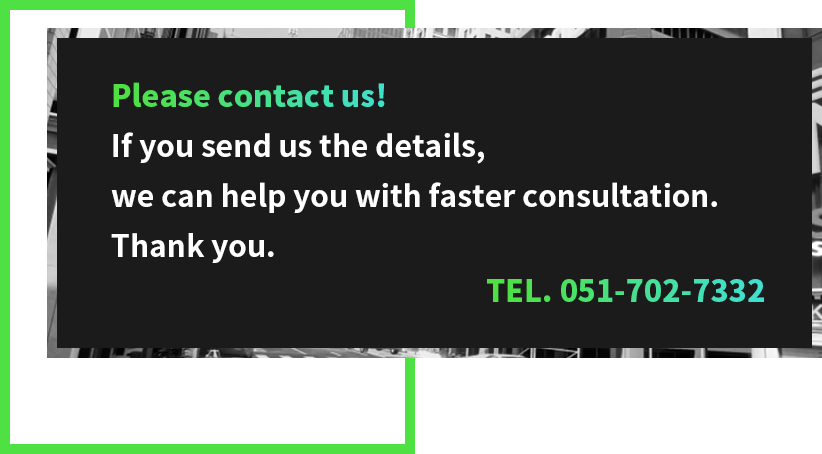 Please contact us!
If you send us the details,
we can help you with faster consultation.
Thank you.
TEL. 051-702-7332